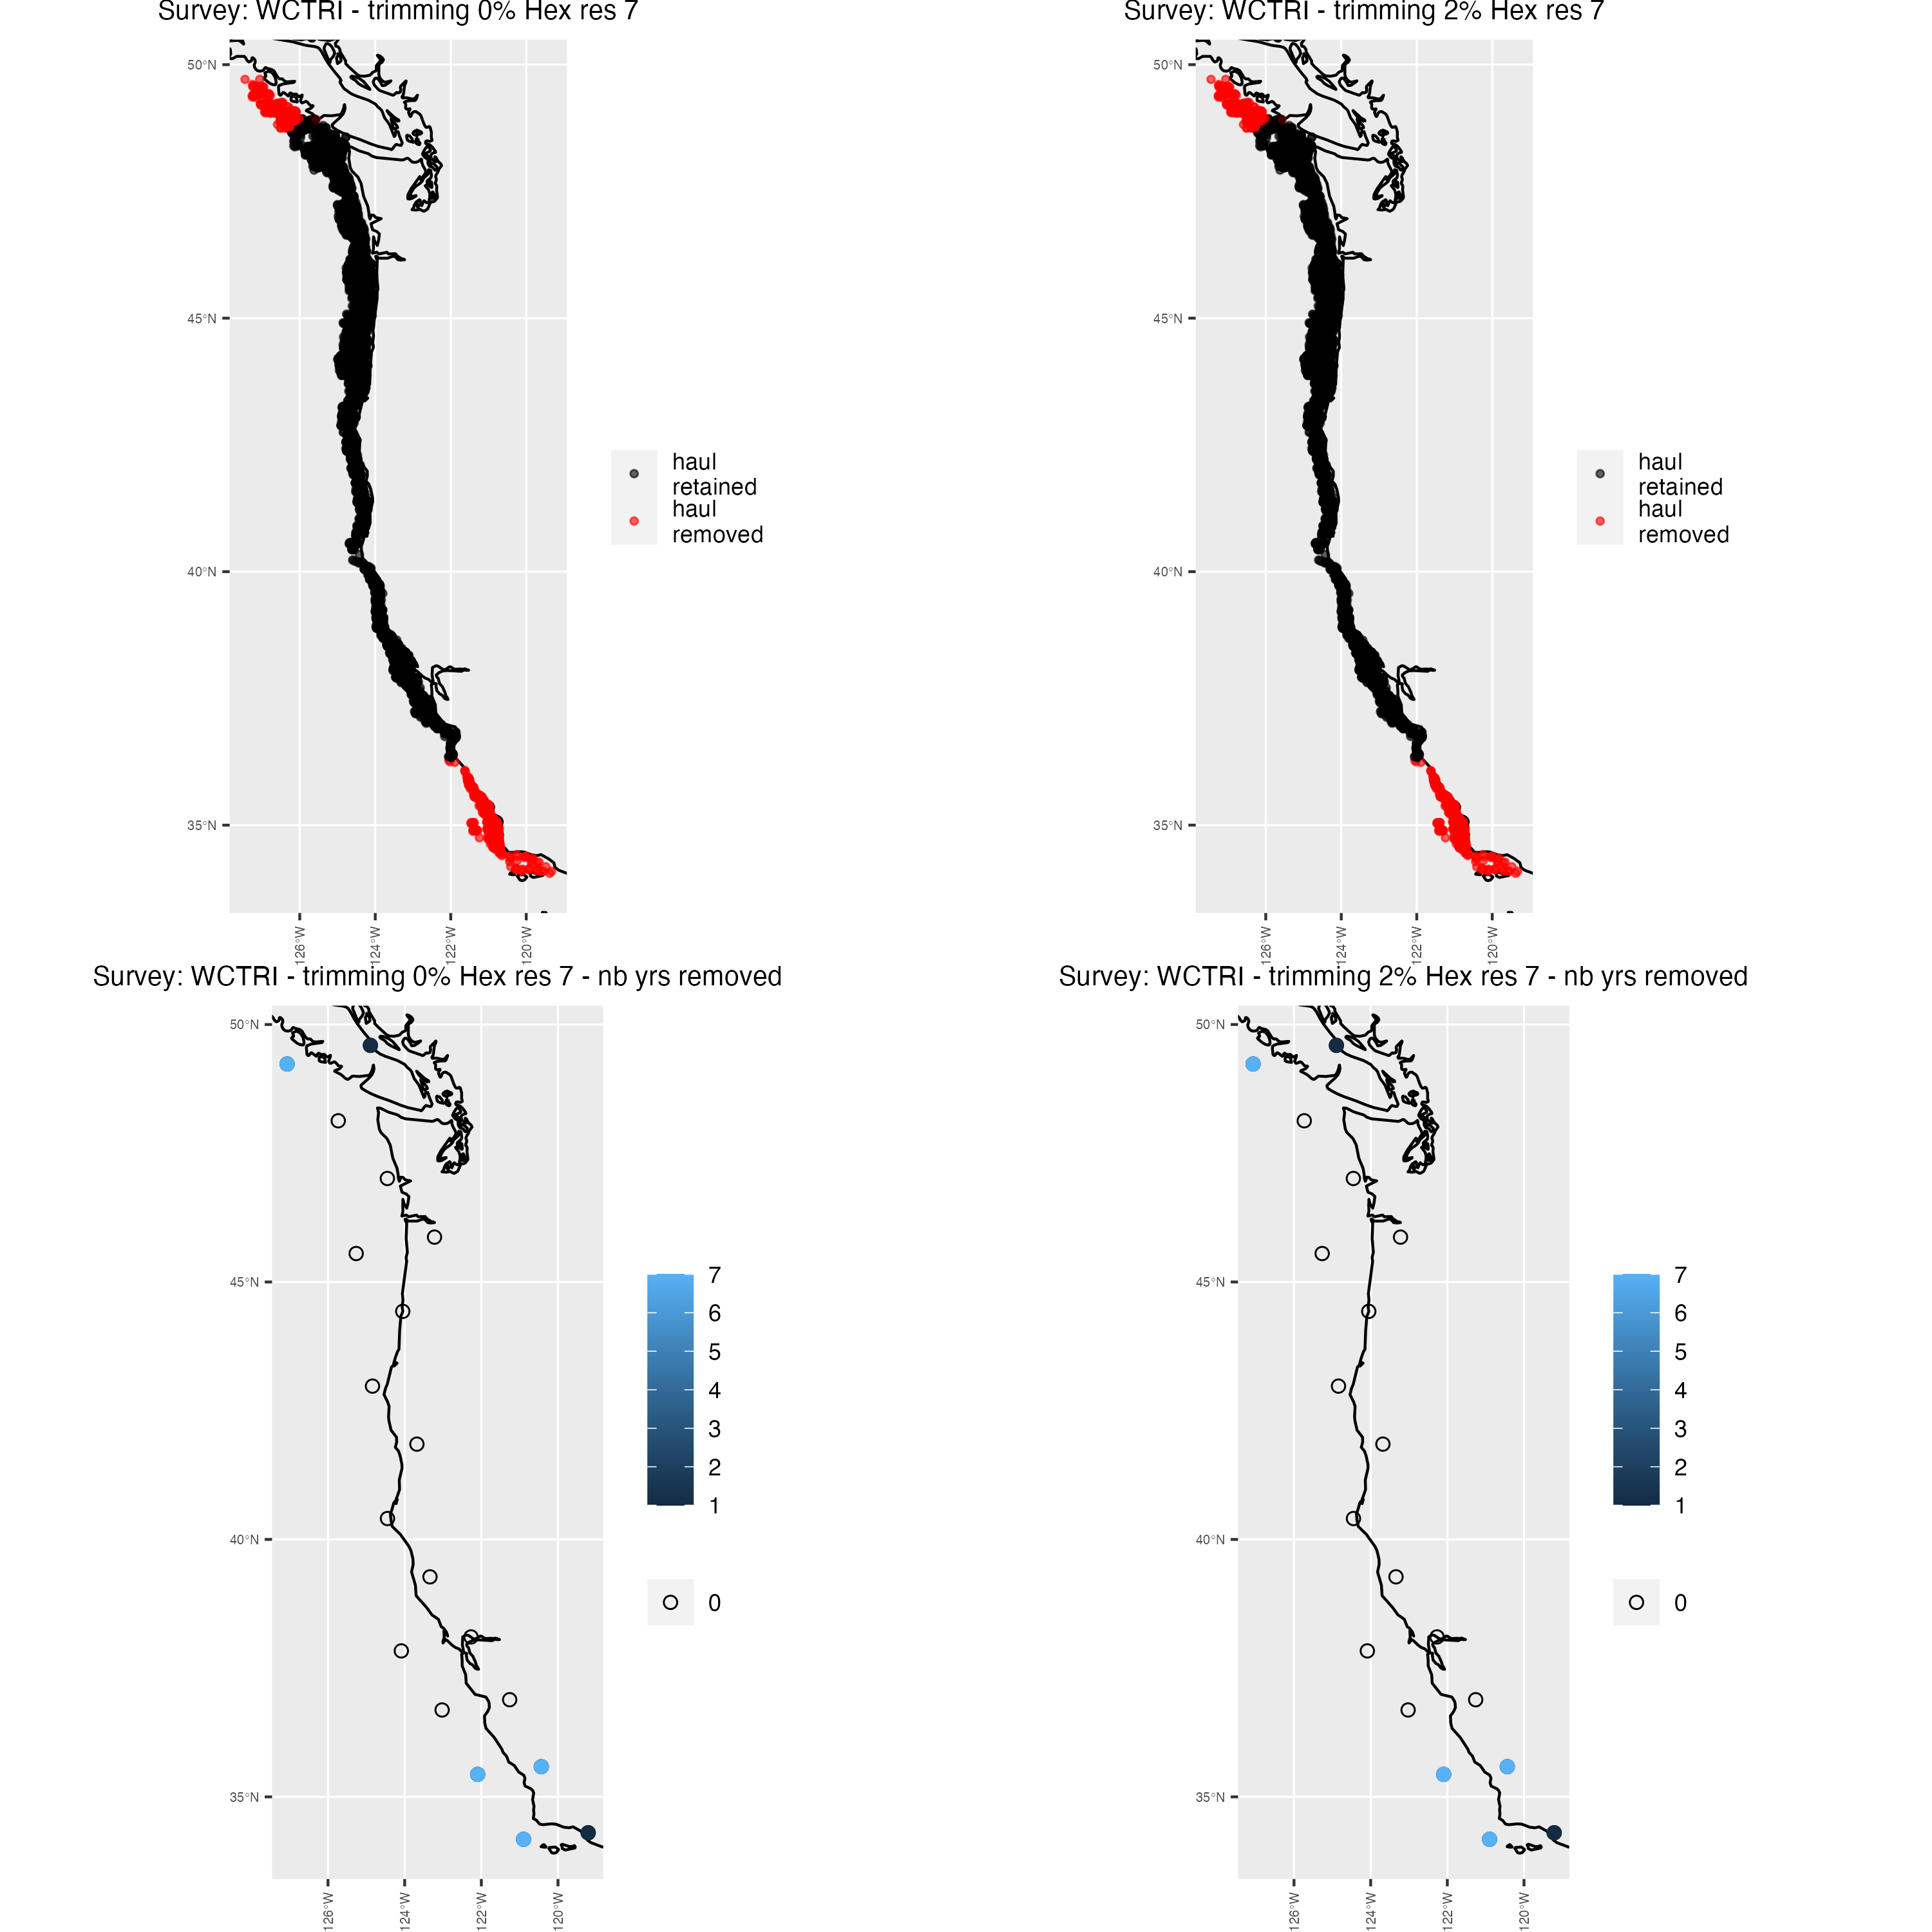 Survey: WCTRI - trimming 0% Hex res 7
50°N
45°N
40°N
35°N
126°W
124°W
122°W
120°W
haul
retained
haul
removed
Survey: WCTRI - trimming 2% Hex res 7
50°N
45°N
40°N
35°N
126°W
124°W
122°W
120°W
haul
retained
haul
removed
Survey: WCTRI - trimming 0% Hex res 7 - nb yrs removed
50°N
45°N
40°N
35°N
126°W
124°W
122°W
120°W
7
6
5
4
3
2
1
0
Survey: WCTRI - trimming 2% Hex res 7 - nb yrs removed
50°N
45°N
40°N
35°N
126°W
124°W
122°W
120°W
7
6
5
4
3
2
1
0